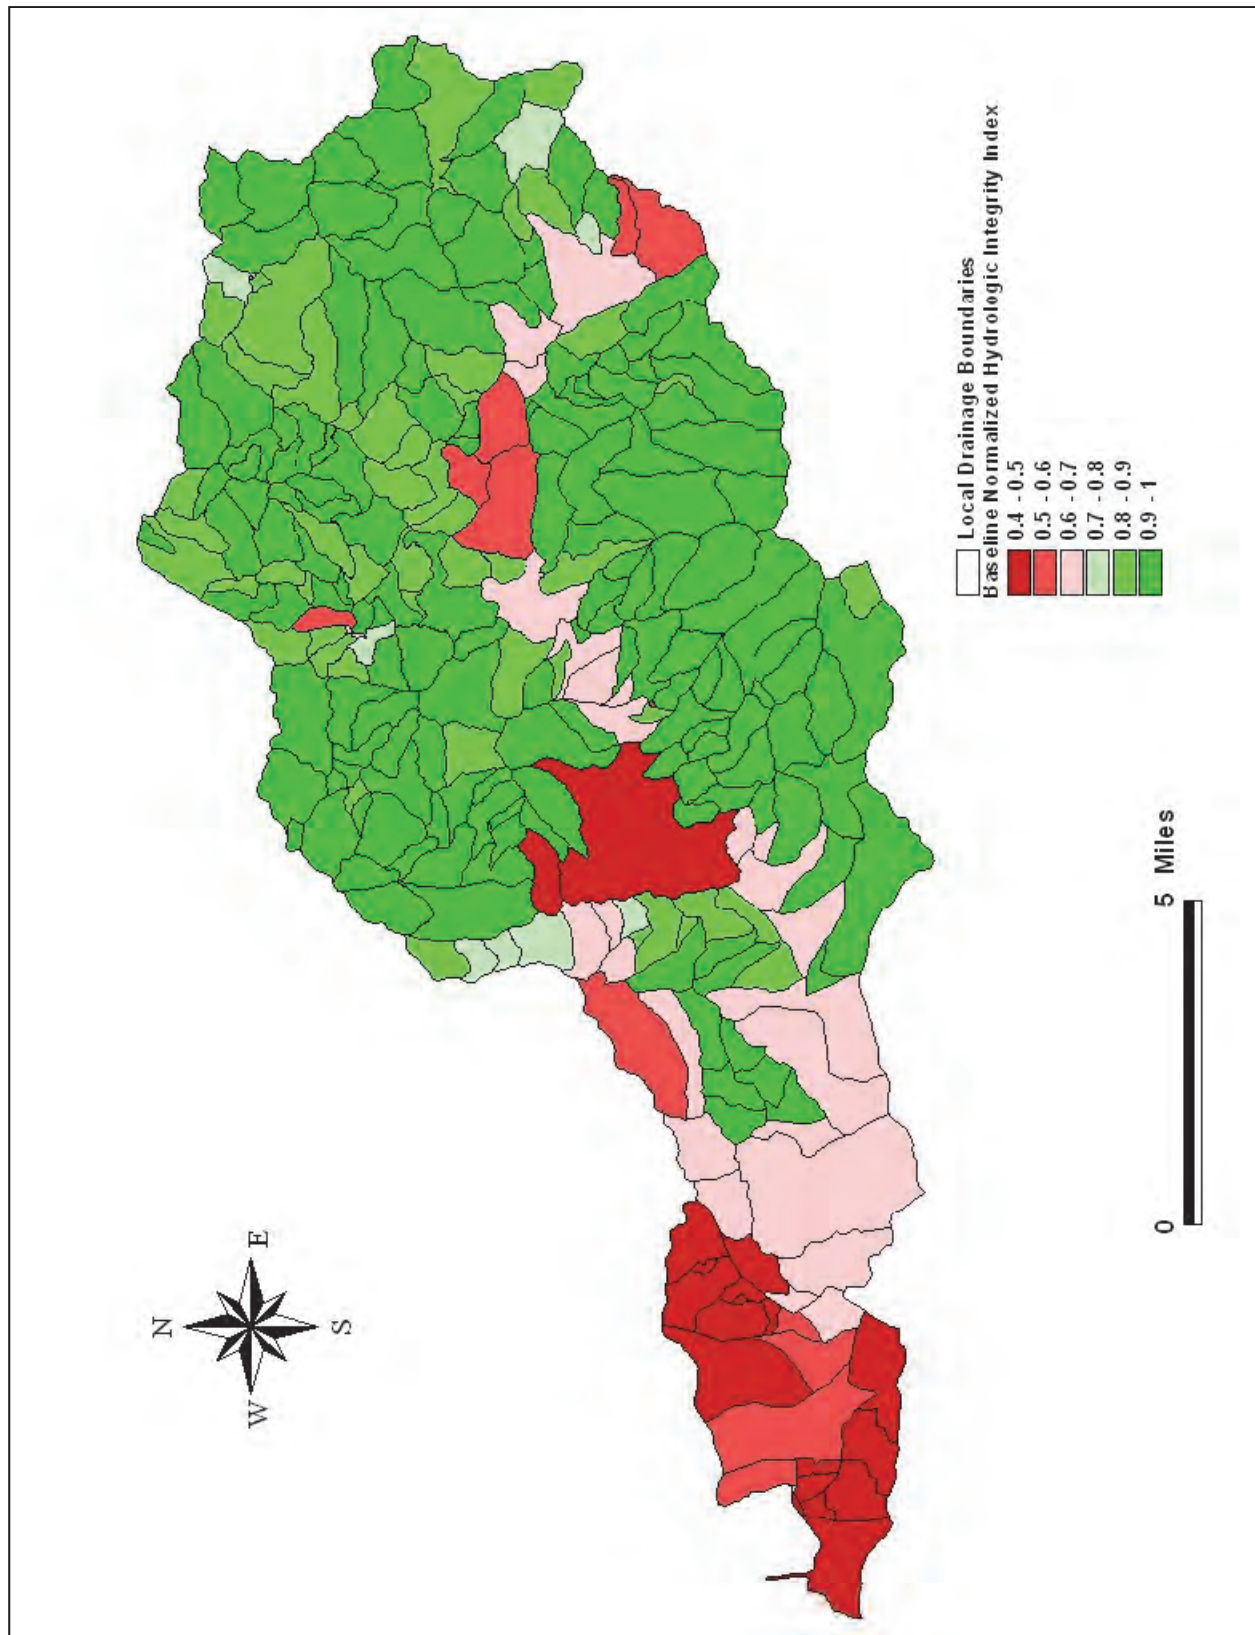 N
W
E
S
Local Drainage Boundaries
Baseline Normalized Hydrologic Integrity Index
0.4 - 0.5
0.5 - 0.6
0.6 - 0.7
0.7 - 0.8
0.8 - 0.9
0.9 - 1
0
5 Miles